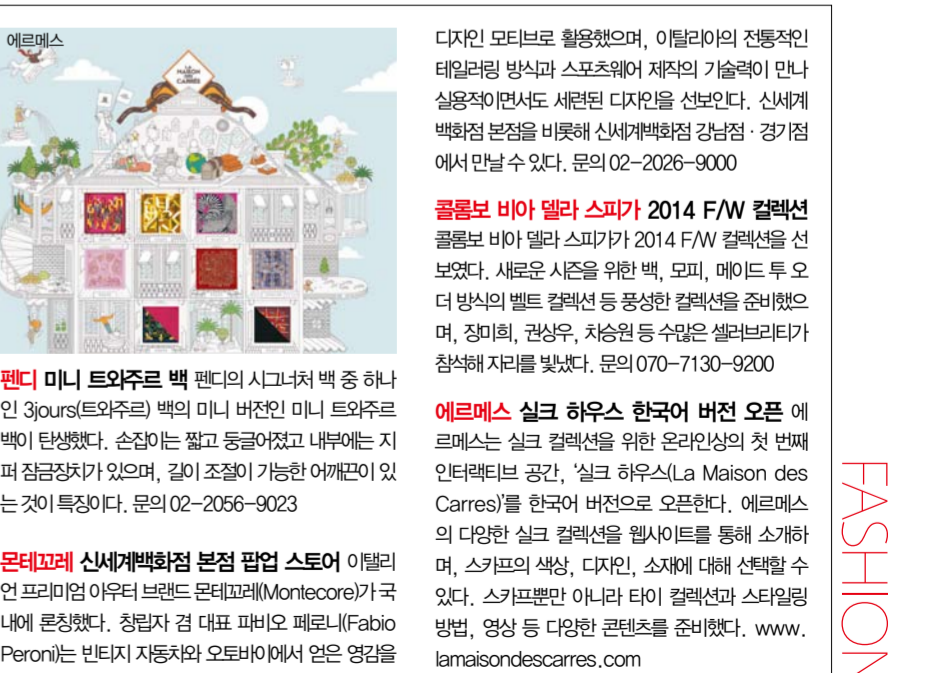 에르메스
LA
MAISON
DES
CARRÉS
펜디 미니 트와주르 백 펜디의 시그너처 백 중 하나
인 3jours(트와주르) 백의 미니 버전인 미니 트와주르
백이 탄생했다. 손잡이는 짧고 둥글어졌고 내부에는 지
퍼 잠금장치가 있으며, 길이 조절이 가능한 어깨끈이 있
는 것이 특징이다. 문의 02-2056-9023
몬테꼬레 신세계백화점 본점 팝업 스토어 이탤리
언 프리미엄 아우터 브랜드 몬테꼬레(Montecore)가 국
내에 론칭했다. 창립자 겸 대표 파비오 페로니(Fabio
Peroni)는 빈티지 자동차와 오토바이에서 얻은 영감을
디자인 모티브로 활용했으며, 이탈리아의 전통적인
테일러링 방식과 스포츠웨어 제작의 기술력이 만나
실용적이면서도 세련된 디자인을 선보인다. 신세계
백화점 본점을 비롯해 신세계백화점 강남점 · 경기점
에서 만날 수 있다. 문의 02-2026-9000
콜롬보 비아 델라 스피가 2014 F/W 컬렉션
콜롬보 비아 델라 스피가가 2014 F/W 컬렉션을 선
보였다. 새로운 시즌을 위한 백, 모피, 메이드 투 오
더 방식의 벨트 컬렉션 등 풍성한 컬렉션을 준비했으
며, 장미희, 권상우, 차승원 등 수많은 셀러브리티가
참석해 자리를 빛냈다. 문의 070-7130-9200
에르메스 실크 하우스 한국어 버전 오픈 에
르메스는 실크 컬렉션을 위한 온라인상의 첫 번째
인터랙티브 공간, ‘실크 하우스(La Maison des
Carres)’를 한국어 버전으로 오픈한다. 에르메스
의 다양한 실크 컬렉션을 웹사이트를 통해 소개하
며, 스카프의 색상, 디자인, 소재에 대해 선택할 수
있다. 스카프뿐만 아니라 타이 컬렉션과 스타일링
방법, 영상 등 다양한 콘텐츠를 준비했다. www.
lamaisondescarres.com
FASHION